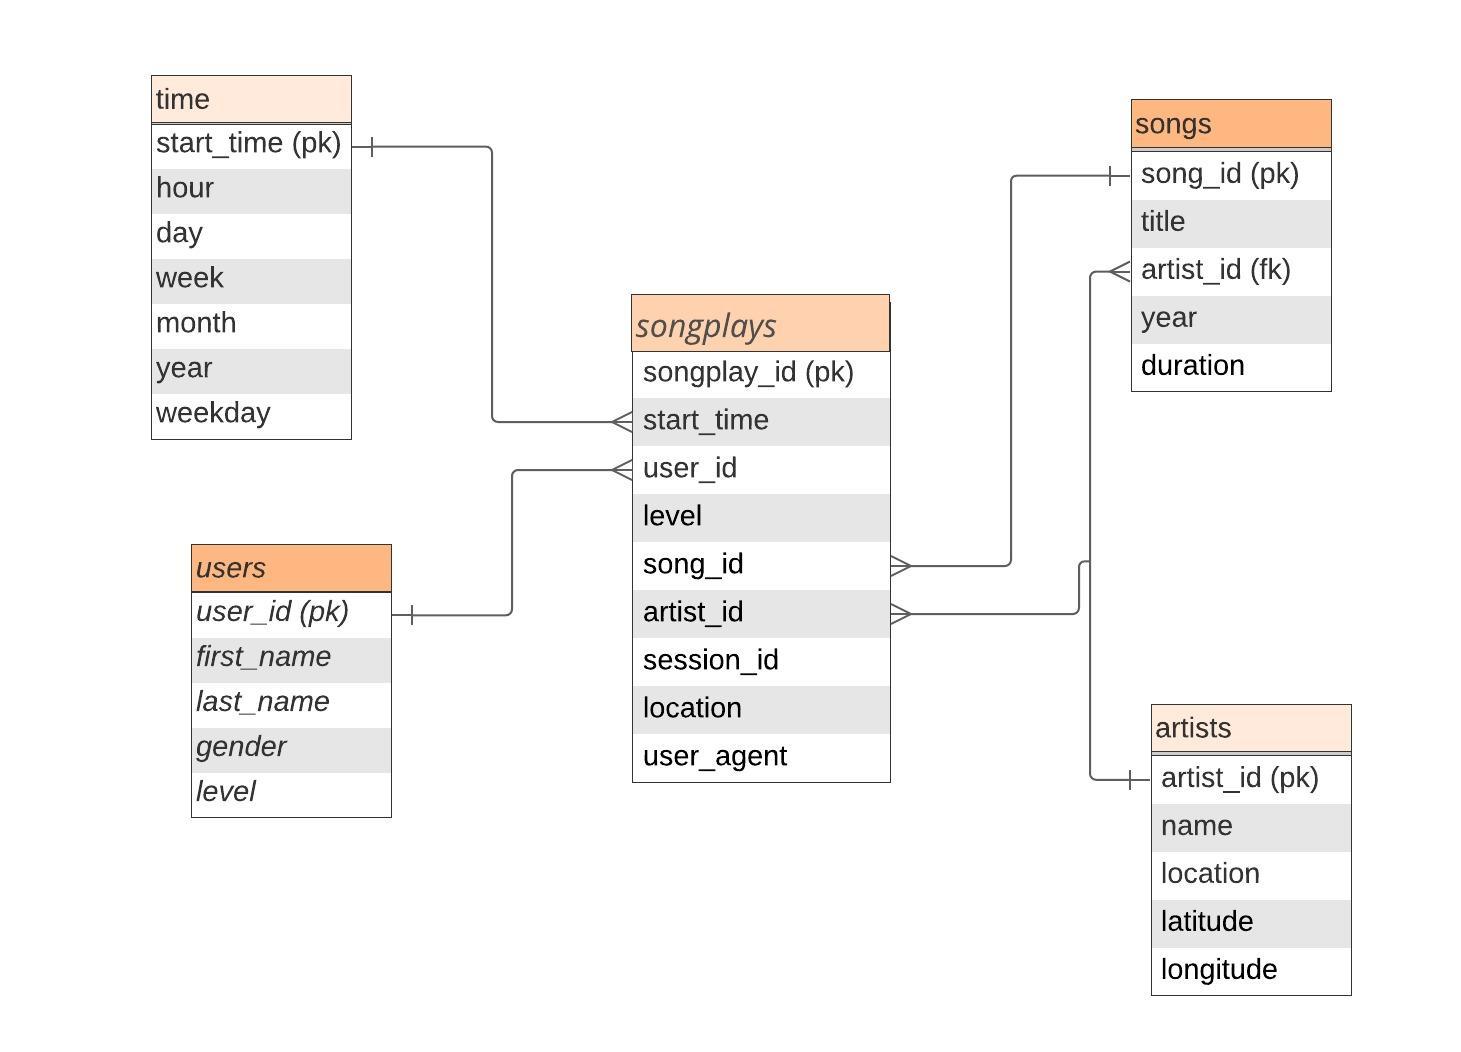 time
start_time (pk)
hour
day
week
month
year
weekday
users
user_id (pk)
first_name
last_name
gender
level
songplays
songplay_id (pk)
start_time
user_id
level
song_id
artist_id
session_id
location
user_agent
songs
song_id (pk)
title
artist_id (fk)
year
duration
artists
artist_id (pk)
name
location
latitude
longitude